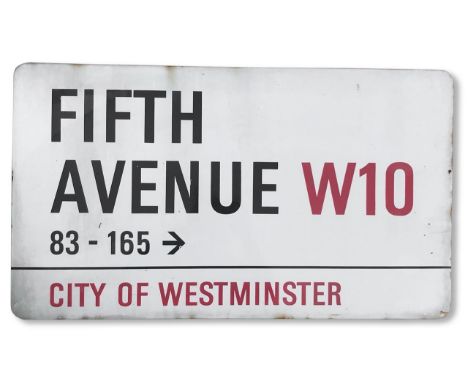 FIFTH
AVENUE W10
83 - 165 →
CITY OF WESTMINSTER